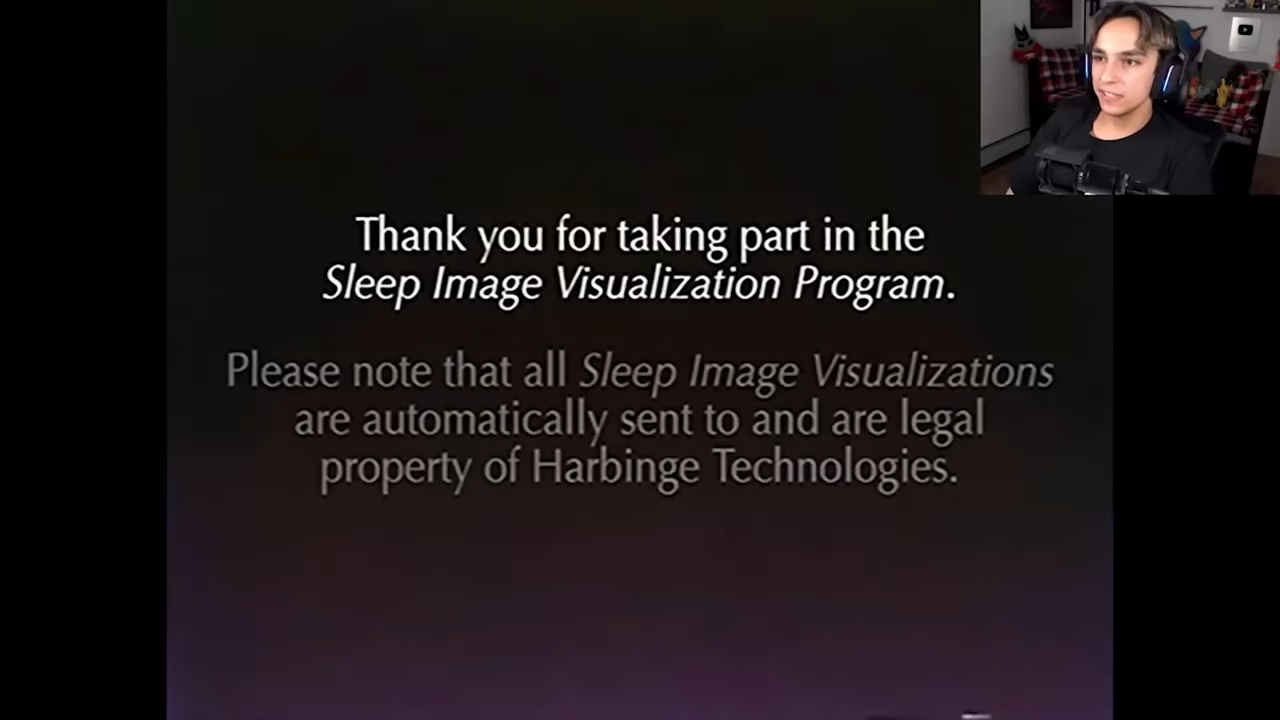 Thank you for taking part in the
Sleep Image Visualization Program.
Please note that all Sleep Image Visualizations
are automatically sent to and are legal
property of Harbinge Technologies.